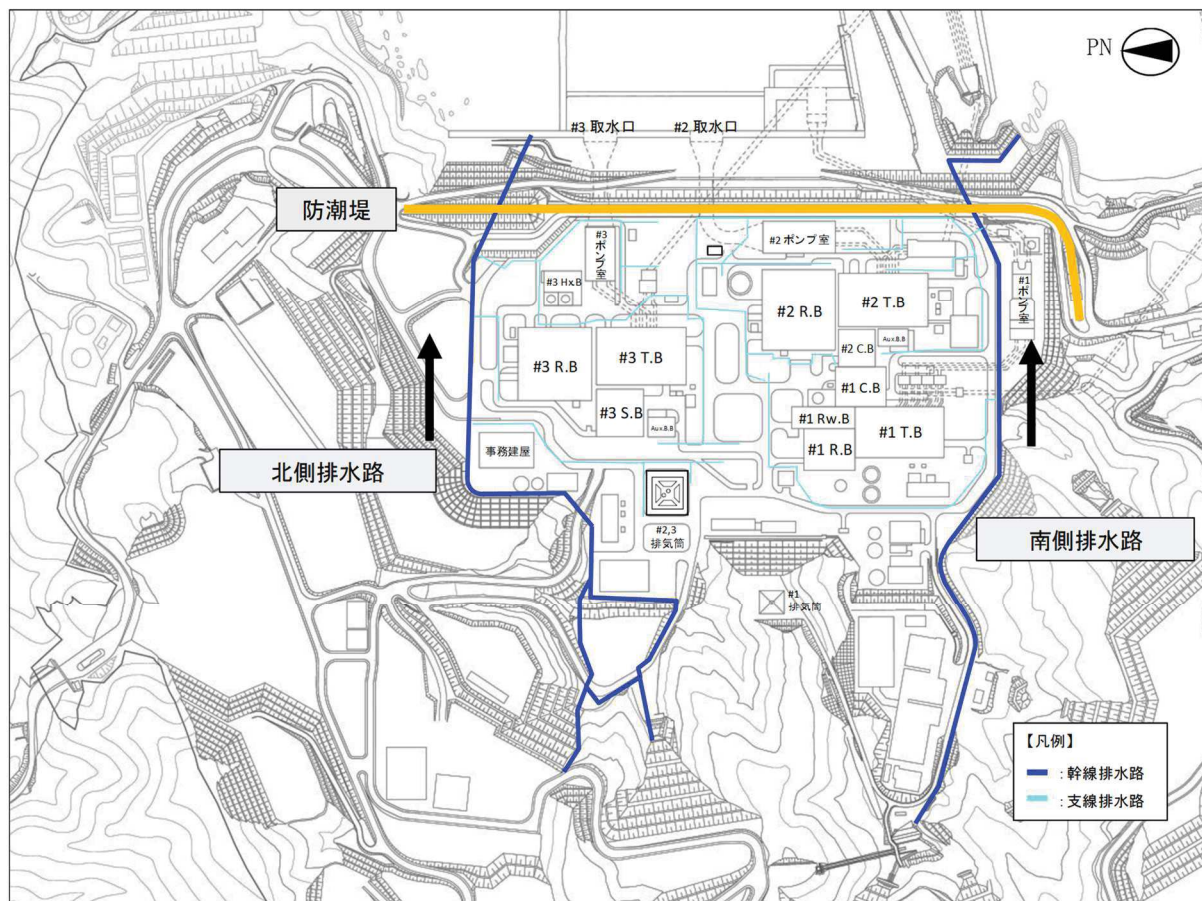 PN
#3 取水口
#2 取水口
防潮堤
#3 ポンプ室
#2 ポンプ室
#1 ポンプ室
#3 Hx.B
#2 R.B
#2 T.B
#3 R.B
#3 T.B
#2 C.B
Aux.B.B
#1 C.B
#3 S.B
Aux.B.B
#1 Rw.B
#1 T.B
#1 R.B
事務建屋
北側排水路
#2,3
排気筒
南側排水路
#1
排気筒
【凡例】
：幹線排水路
：支線排水路